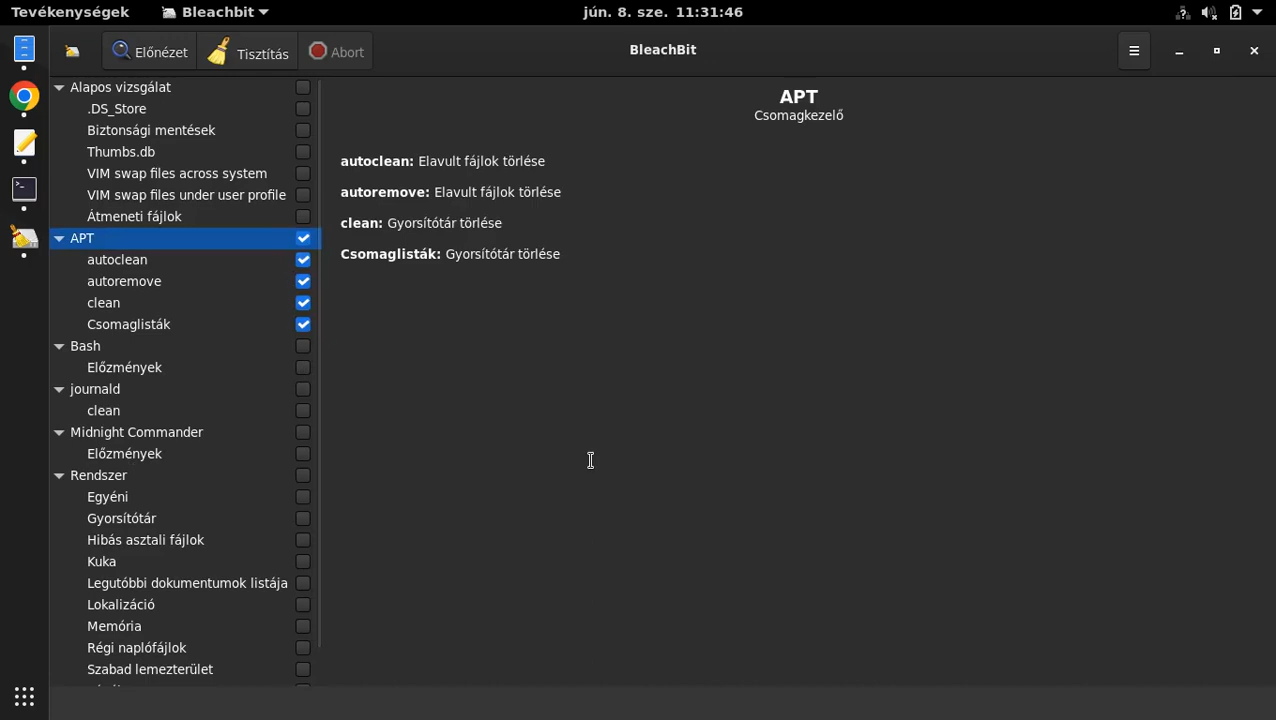 Tevékenységek Bleachbit jún. 8. sze. 11:31:46
Előnézet Tisztítás Abort BleachBit
Alapos vizsgálat
.DS_Store
Biztonsági mentések
Thumbs.db
VIM swap files across system
VIM swap files under user profile
Átmeneti fájlok
APT
autoclean
autoremove
clean
Csomaglisták
Bash
Előzmények
journald
clean
Midnight Commander
Előzmények
Rendszer
Egyéni
Gyorsítótár
Hibás asztali fájlok
Kuka
Legutóbbi dokumentumok listája
Lokalizáció
Memória
Régi naplófájlok
Szabad lemezterület
APT
Csomagkezelő
autoclean: Elavult fájlok törlése
autoremove: Elavult fájlok törlése
clean: Gyorsítótár törlése
Csomaglisták: Gyorsítótár törlése